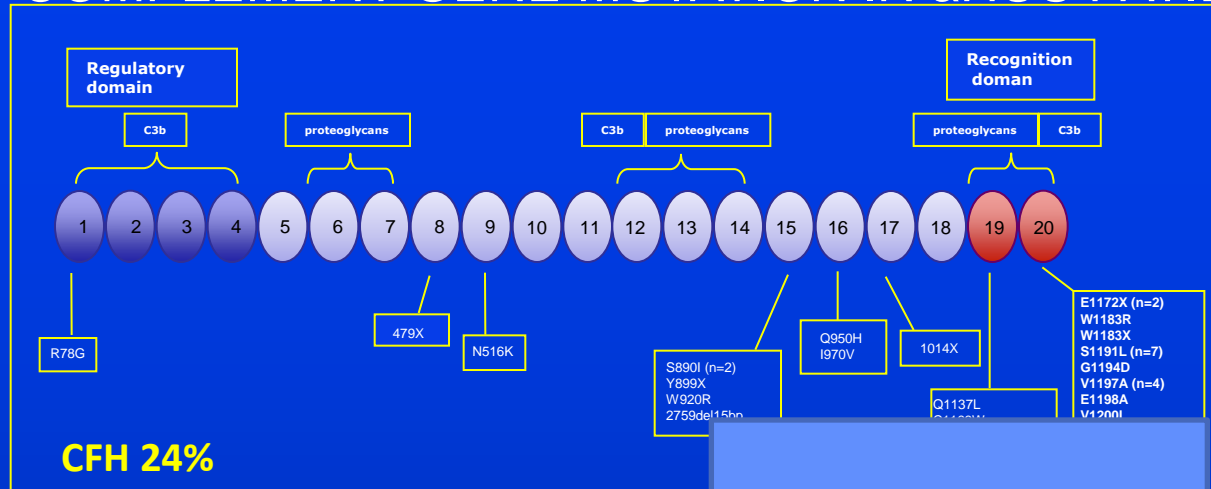 Regulatory
domain
Recognition
doman
C3b
proteoglycans
C3b
proteoglycans
proteoglycans
C3b
1 2 3 4 5 6 7 8 9 10 11 12 13 14 15 16 17 18 19 20
R78G
479X
N516K
S890I (n=2)
Y899X
W920R
2759del15bp
Q950H
I970V
1014X
Q1137L
E1172X (n=2)
W1183R
W1183X
S1191L (n=7)
G1194D
V1197A (n=4)
E1198A
CFH 24%